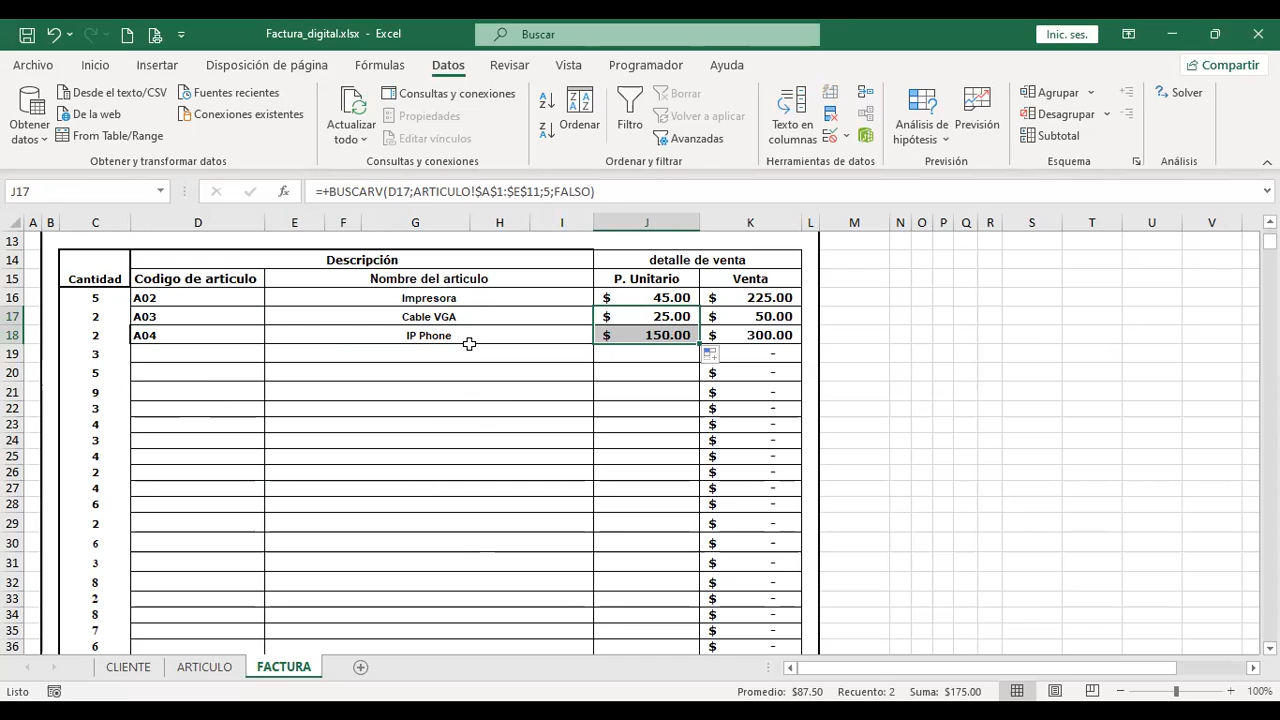 Factura_digital.xlsx - Excel
Buscar
Inic. ses.
Archivo Inicio Insertar Disposición de página Fórmulas Datos Revisar Vista Programador Ayuda
Compartir
Obtener datos
Desde el texto/CSV
De la web
From Table/Range
Fuentes recientes
Conexiones existentes
Obtener y transformar datos
Actualizar todo
Consultas y conexiones
Propiedades
Editar vínculos
Consultas y conexiones
Ordenar
Filtro
Borrar
Volver a aplicar
Avanzadas
Ordenar y filtrar
Texto en columnas
Herramientas de datos
Análisis de hipótesis
Previsión
Previsión
Agrupar
Desagrupar
Subtotal
Esquema
Solver
Análisis
J17
=+BUSCARV(D17;ARTICULO!$A$1:$E$11;5;FALSO)
A B C D E F G H I J K L M N O P Q R S T U V
13
14 Descripción detalle de venta
15 Cantidad Codigo de articulo Nombre del articulo P. Unitario Venta
16 5 A02 Impresora $ 45.00 $ 225.00
17 2 A03 Cable VGA $ 25.00 $ 50.00
18 2 A04 IP Phone $ 150.00 $ 300.00
19 3 -
20 5 $ -
21 9 $ -
22 3 $ -
23 4 $ -
24 3 $ -
25 4 $ -
26 2 $ -
27 4 $ -
28 6 $ -
29 2 $ -
30 6 $ -
31 3 $ -
32 8 $ -
33 2 $ -
34 8 $ -
35 7 $ -
36 6 $ -
CLIENTE ARTICULO FACTURA
Listo
Promedio: $87.50 Recuento: 2 Suma: $175.00
100%